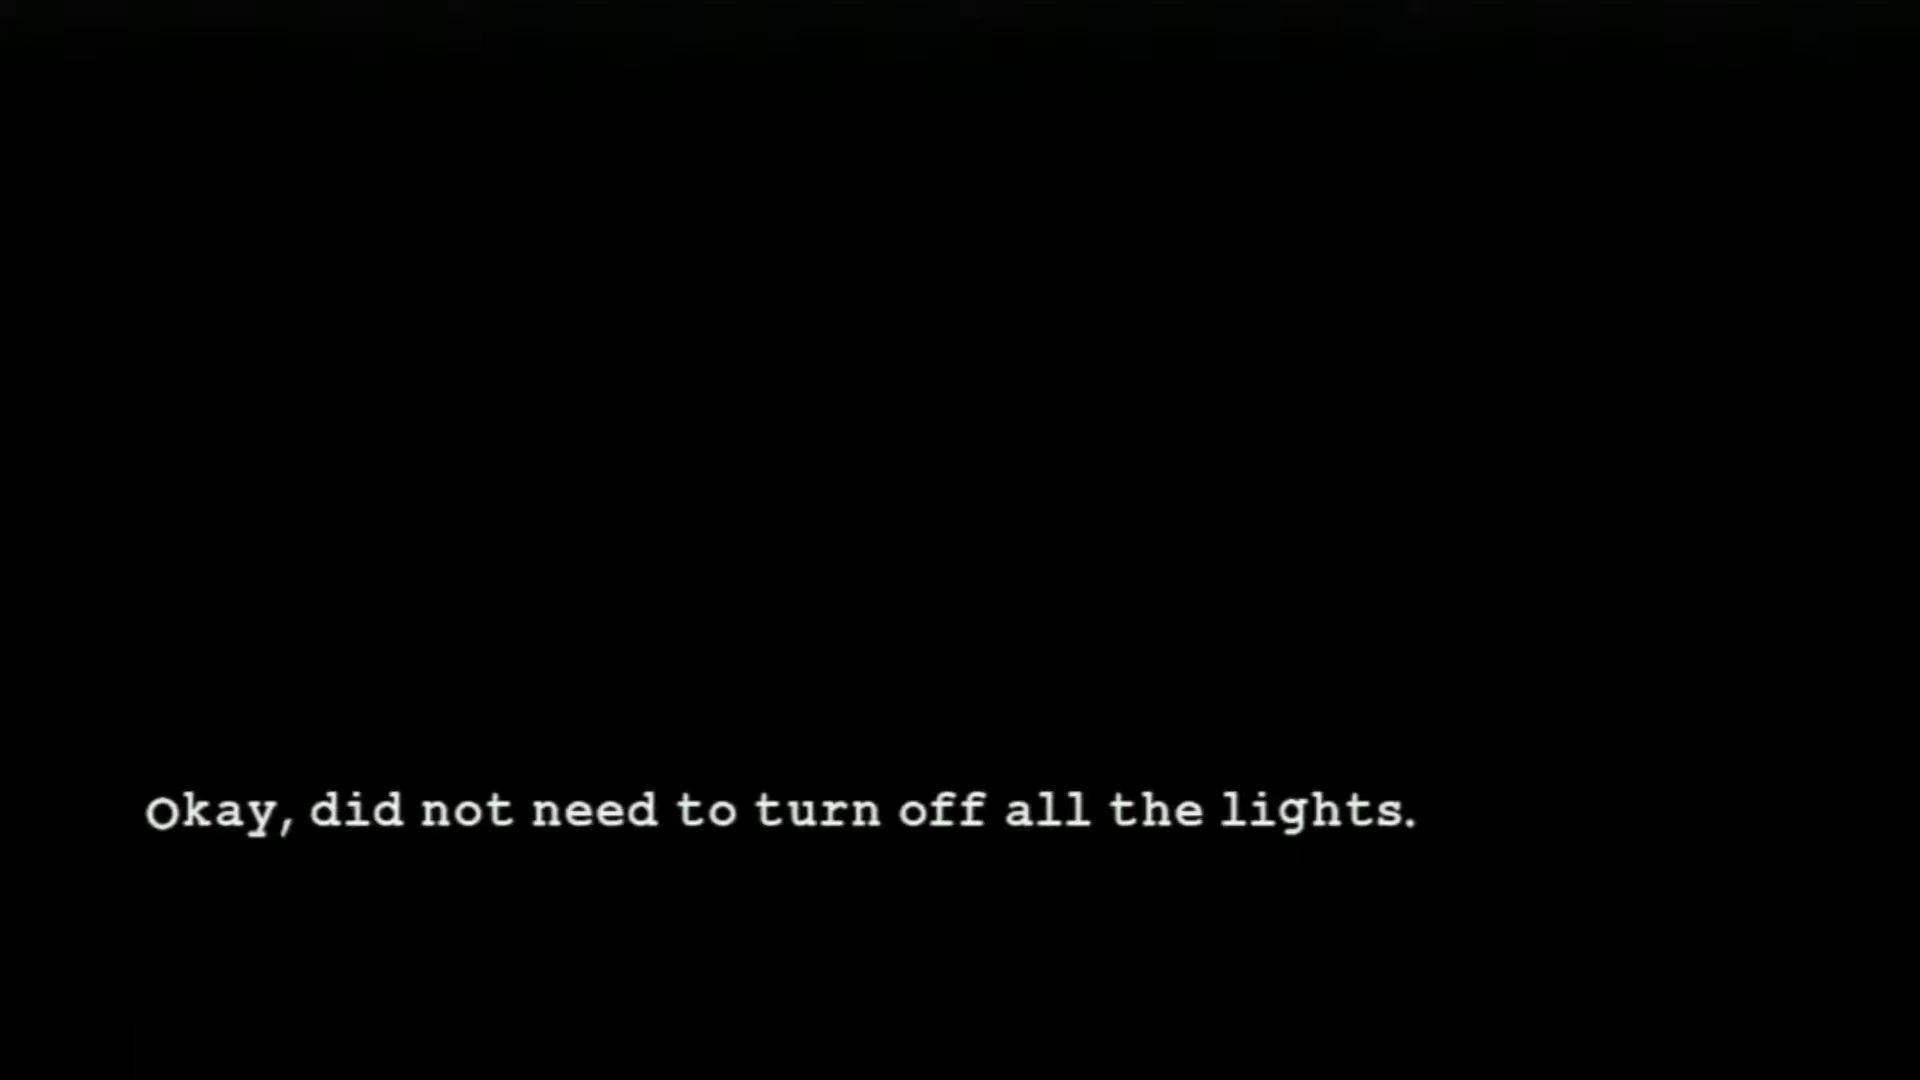 Okay, did not need to turn off all the lights.